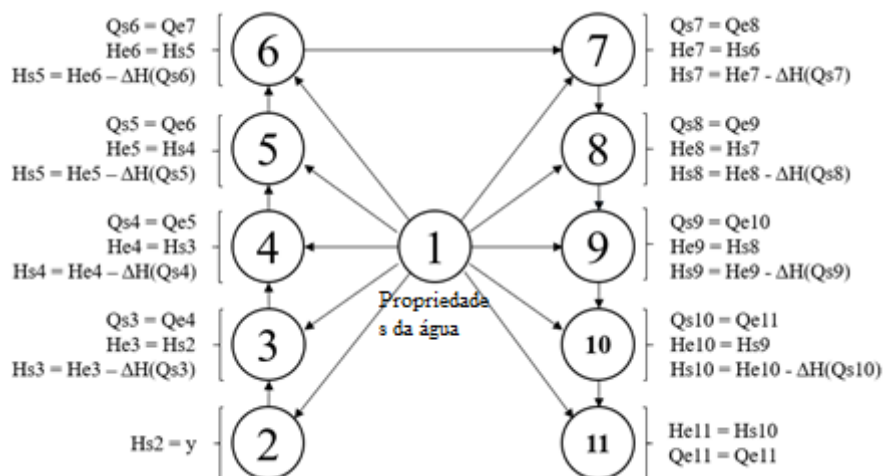 Qs6 = Qe7
He6 = Hs5
Hs5 = He6 – ΔH(Qs6)
6
7
Qs7 = Qe8
He7 = Hs6
Hs7 = He7 - ΔH(Qs7)
Qs5 = Qe6
He5 = Hs4
Hs5 = He5 – ΔH(Qs5)
5
8
Qs8 = Qe9
He8 = Hs7
Hs8 = He8 - ΔH(Qs8)
Qs4 = Qe5
He4 = Hs3
Hs4 = He4 – ΔH(Qs4)
4
1
Propriedade
s da água
9
Qs9 = Qe10
He9 = Hs8
Hs9 = He9 - ΔH(Qs9)
Qs3 = Qe4
He3 = Hs2
Hs3 = He3 – ΔH(Qs3)
3
10
Qs10 = Qe11
He10 = Hs9
Hs10 = He10 - ΔH(Qs10)
Hs2 = y
2
11
He11 = Hs10
Qe11 = Qe11